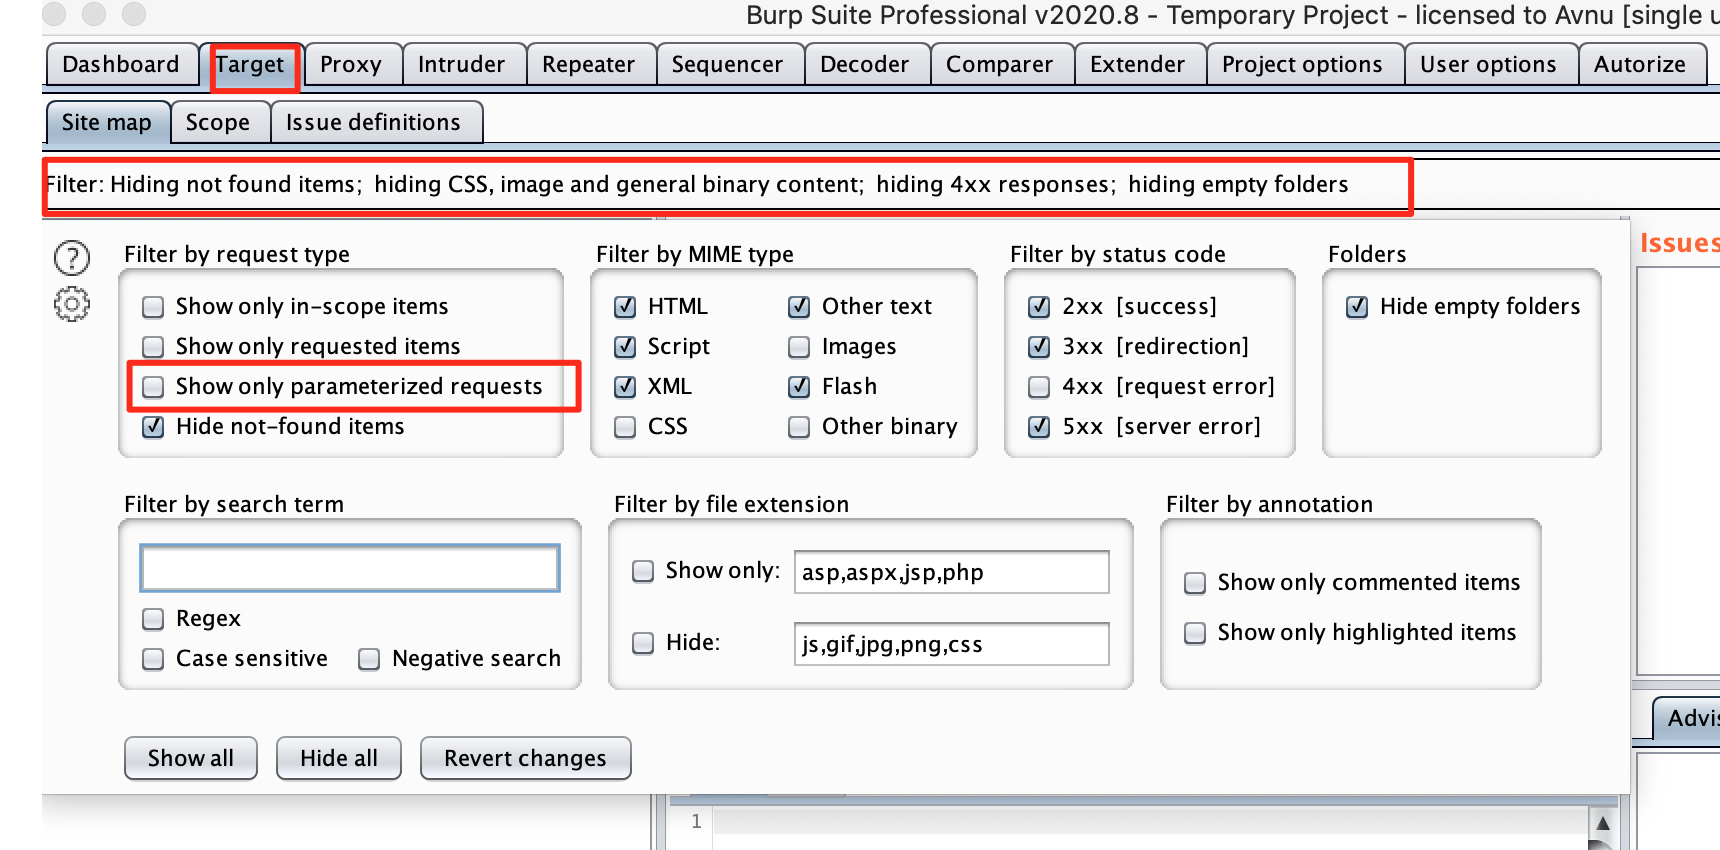 Burp Suite Professional v2020.8 - Temporary Project - licensed to Avnu [single
Dashboard Target Proxy Intruder Repeater Sequencer Decoder Comparer Extender Project options User options Autorize
Site map Scope Issue definitions
Filter: Hiding not found items; hiding CSS, image and general binary content; hiding 4xx responses; hiding empty folders
Issues
Filter by request type
Show only in-scope items
Show only requested items
Show only parameterized requests
Hide not-found items
Filter by MIME type
HTML Other text
Script Images
XML Flash
CSS Other binary
Filter by status code
2xx [success]
3xx [redirection]
4xx [request error]
5xx [server error]
Folders
Hide empty folders
Filter by search term
Regex
Case sensitive Negative search
Filter by file extension
Show only: asp,aspx,jsp,php
Hide: js,gif,jpg,png,css
Filter by annotation
Show only commented items
Show only highlighted items
Show all Hide all Revert changes
1